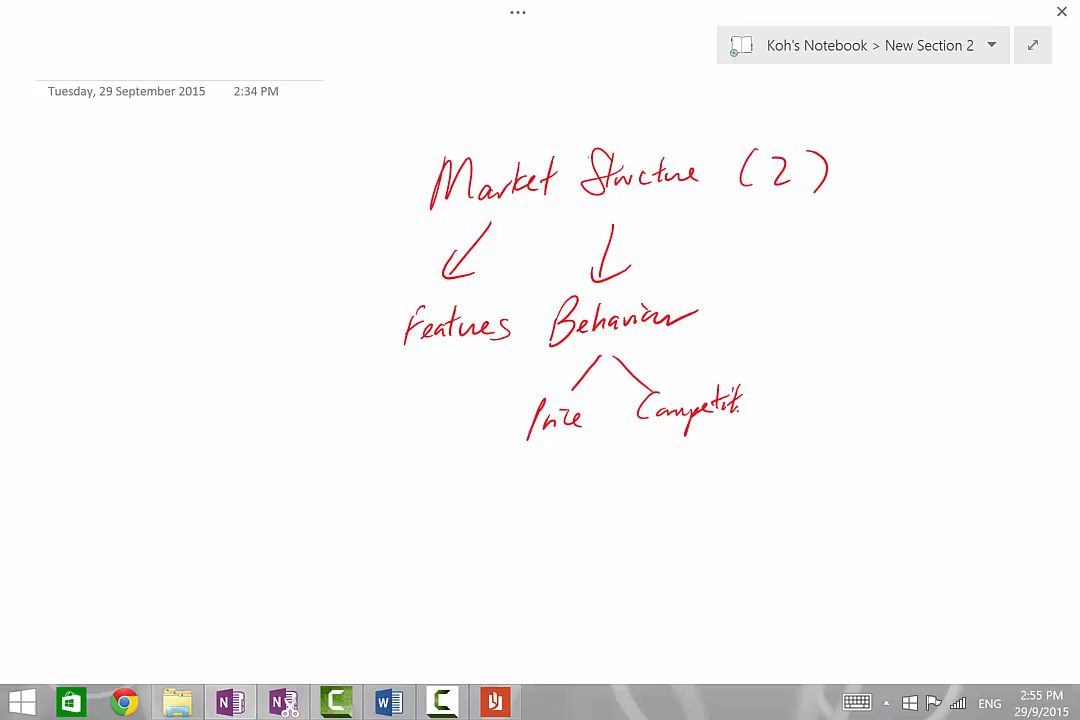 Koh's Notebook > New Section 2
Tuesday, 29 September 2015 2:34 PM
Market Structure (2)
Features Behaviour
Price Competiti
ENG
2:55 PM
29/9/2015